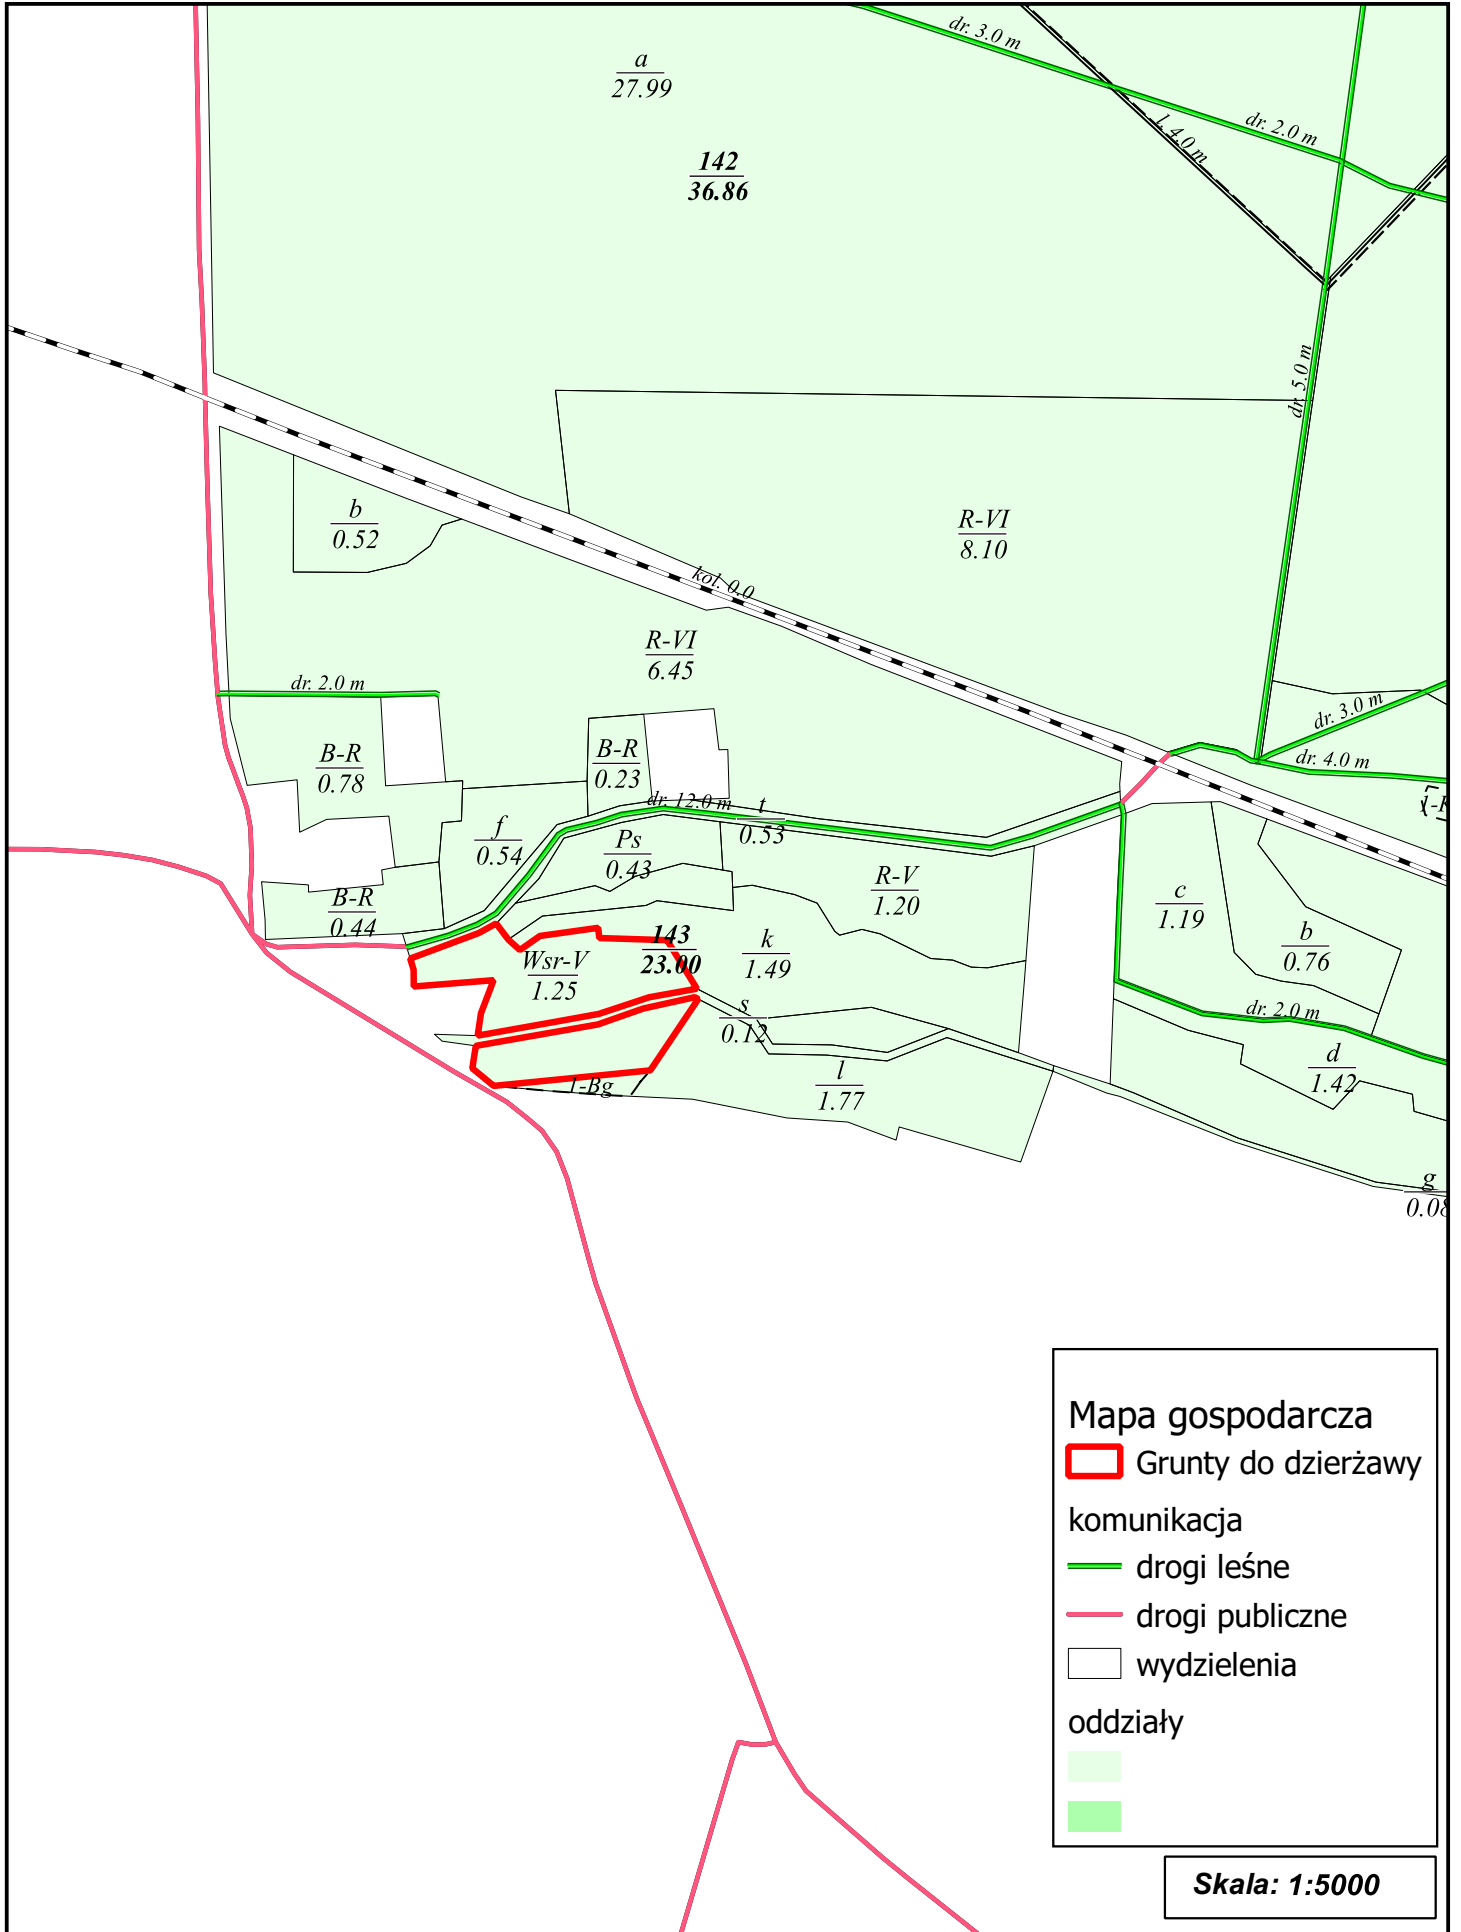 dr. 3.0 m
a
27.99
dr. 2.0 m
l. 4.0 m
142
36.86
dr. 5.0 m
b
0.52
R-VI
8.10
kol. 0.0
R-VI
6.45
dr. 2.0 m
dr. 3.0 m
B-R
0.78
B-R
0.23
dr. 4.0 m
dr. 12.0 m
t
0.53
f
0.54
Ps
0.43
R-V
1.20
c
1.19
B-R
0.44
143
23.00
k
1.49
b
0.76
Wsr-V
1.25
s
0.12
dr. 2.0 m
d
1.42
l
1.77
1-Bg
g
0.08
Mapa gospodarcza
Grunty do dzierżawy
komunikacja
drogi leśne
drogi publiczne
wydzielenia
oddziały
Skala: 1:5000